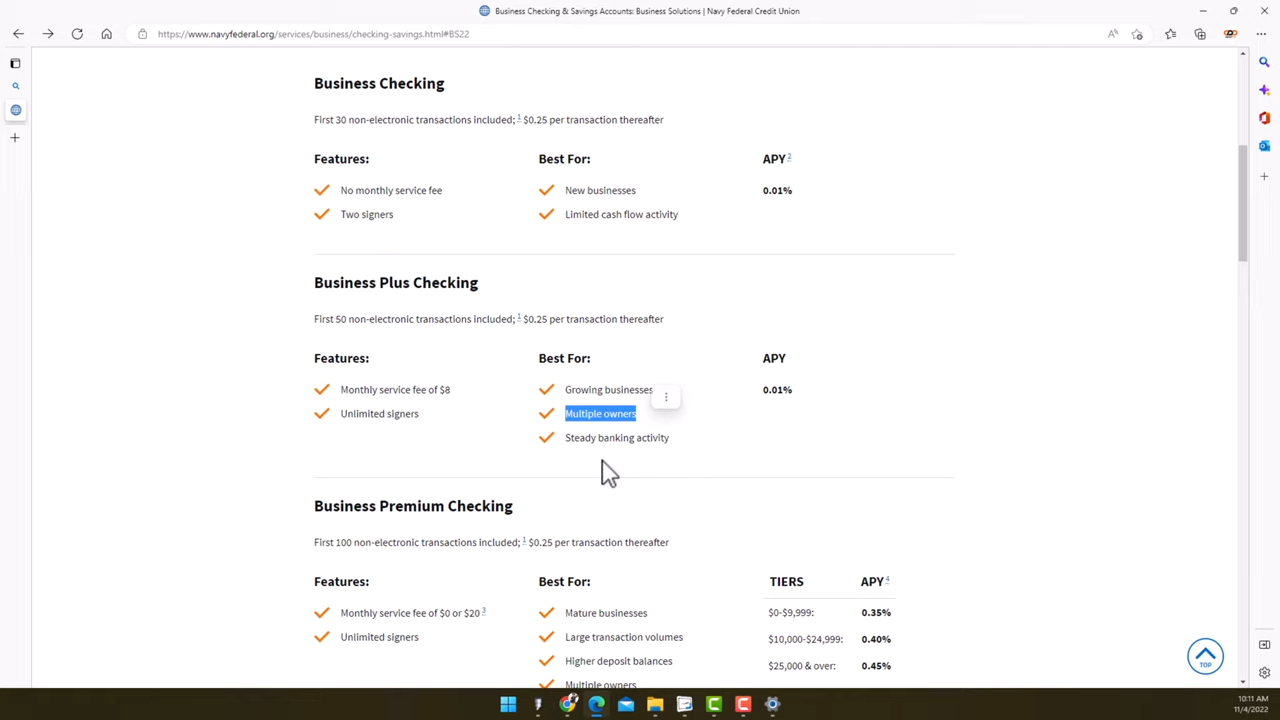 Business Checking & Savings Accounts: Business Solutions | Navy Federal Credit Union
https://www.navyfederal.org/services/business/checking-savings.html#BS22
Business Checking
First 30 non-electronic transactions included; 1 $0.25 per transaction thereafter
Features: Best For: APY 2
No monthly service fee New businesses 0.01%
Two signers Limited cash flow activity
Business Plus Checking
First 50 non-electronic transactions included; 1 $0.25 per transaction thereafter
Features: Best For: APY
Monthly service fee of $8 Growing businesses 0.01%
Unlimited signers Multiple owners
Steady banking activity
Business Premium Checking
First 100 non-electronic transactions included; 1 $0.25 per transaction thereafter
Features: Best For: TIERS APY 4
Monthly service fee of $0 or $20 3 Mature businesses $0-$9,999: 0.35%
Unlimited signers Large transaction volumes $10,000-$24,999: 0.40%
Higher deposit balances $25,000 & over: 0.45%
Multiple owners
TOP
10:11 AM
11/4/2022